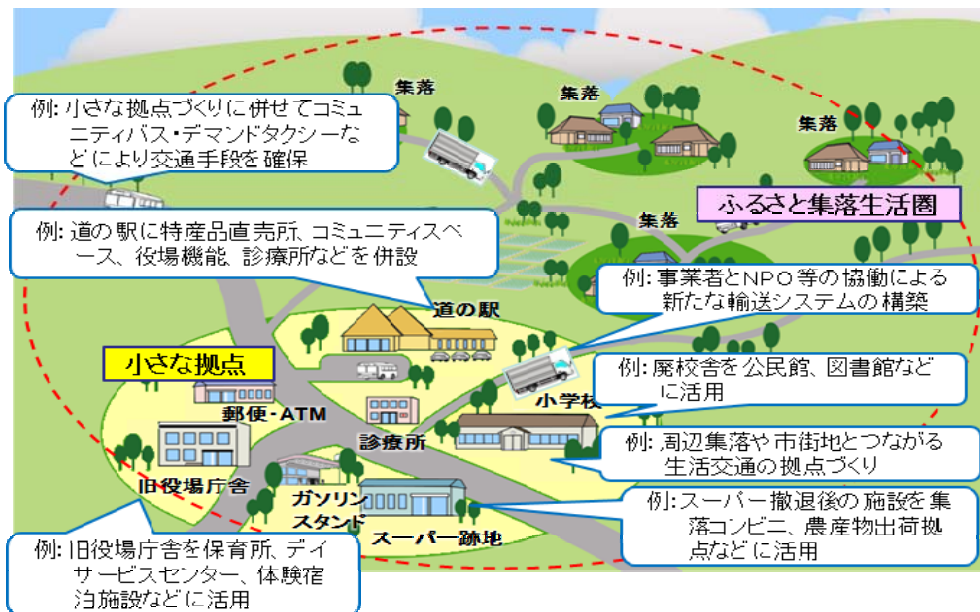 集落
集落
集落
例: 小さな拠点づくりに併せてコミュ
ニティバス・デマンドタクシーな
どにより交通手段を確保
ふるさと集落生活圏
集落
例: 道の駅に特産品直売所、コミュニティスペ
ース、役場機能、診療所などを併設
例: 事業者とNPO等の協働による
新たな輸送システムの構築
道の駅
小さな拠点
例: 廃校舎を公民館、図書館など
に活用
小学校
郵便・ATM
診療所
例: 周辺集落や市街地とつながる
生活交通の拠点づくり
旧役場庁舎
ガソリン
スタンド
例:スーパー撤退後の施設を集
落コンビニ、農産物出荷拠
点などに活用
スーパー跡地
例: 旧役場庁舎を保育所、デイ
サービスセンター、体験宿
泊施設などに活用